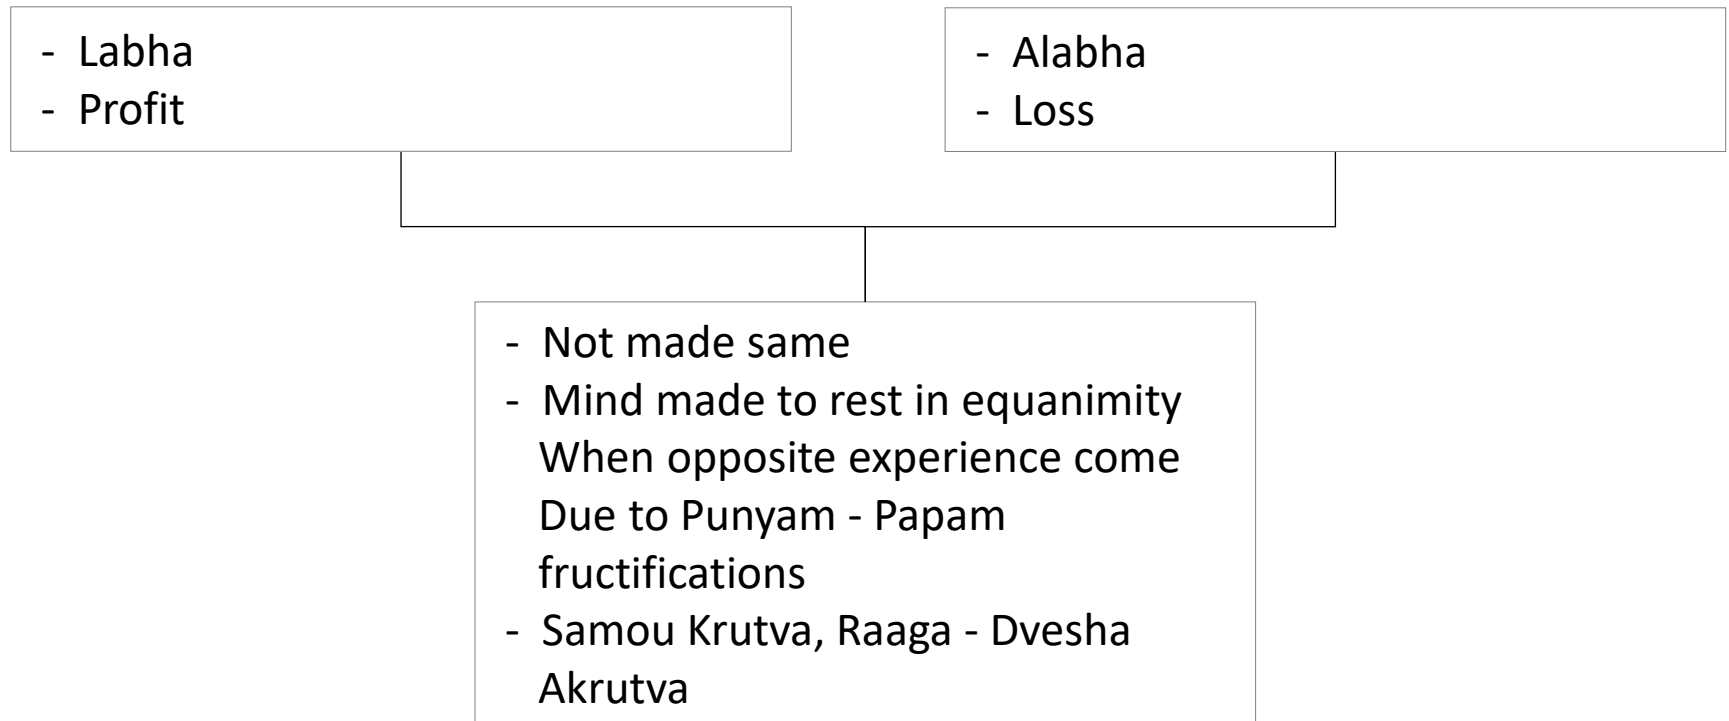 - Labha
- Profit
- Alabha
- Loss
- Not made same
- Mind made to rest in equanimity
When opposite experience come
Due to Punyam - Papam
fructifications
- Samou Krutva, Raaga - Dvesha
Akrutva